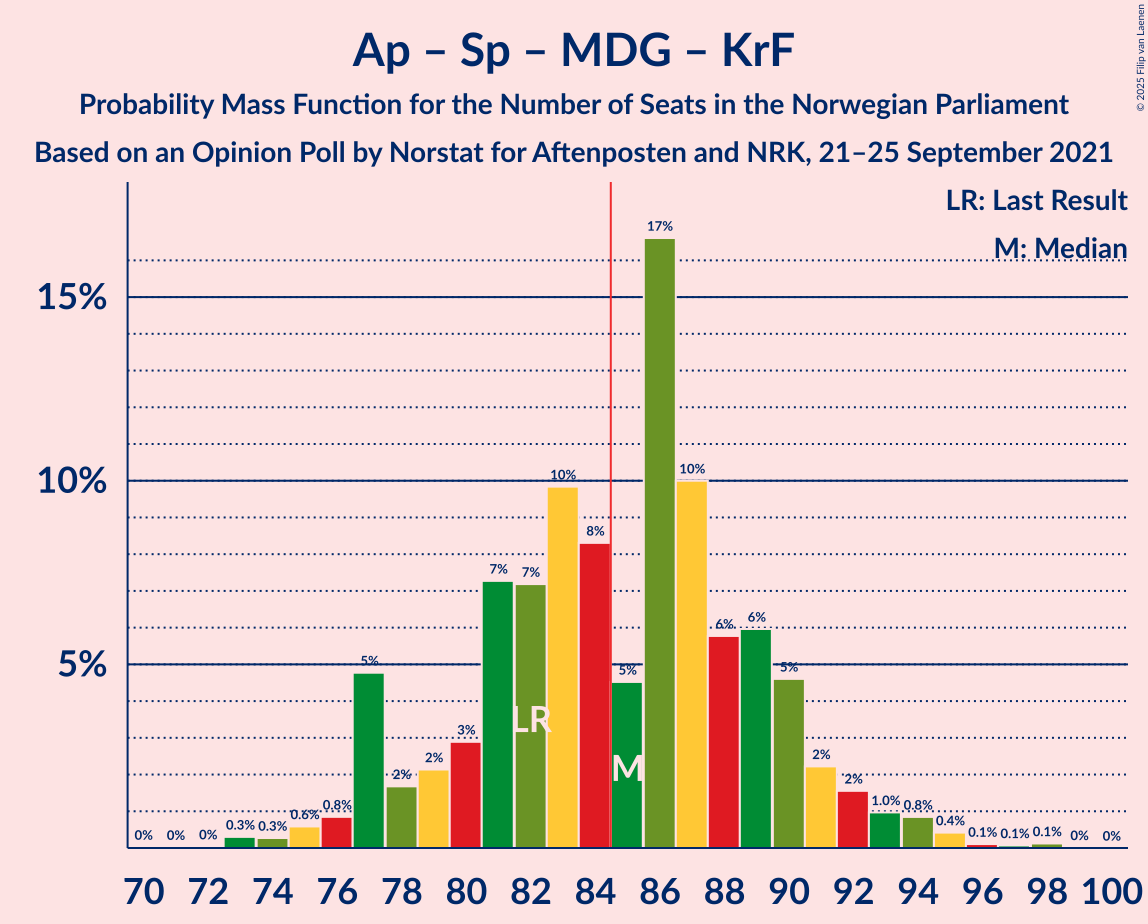 Ap – Sp – MDG – KrF
Probability Mass Function for the Number of Seats in the Norwegian Parliament
Based on an Opinion Poll by Norstat for Aftenposten and NRK, 21–25 September 2021
© 2025 Filip van Laenen
LR: Last Result
M: Median
15%
10%
5%
0% 0% 0% 0.3% 0.3% 0.6% 0.8% 5% 2% 2% 3% 7% 7% 10% 8% 5% 17% 10% 6% 6% 5% 2% 2% 1.0% 0.8% 0.4% 0.1% 0.1% 0.1% 0% 0%
LR
M
70 72 74 76 78 80 82 84 86 88 90 92 94 96 98 100